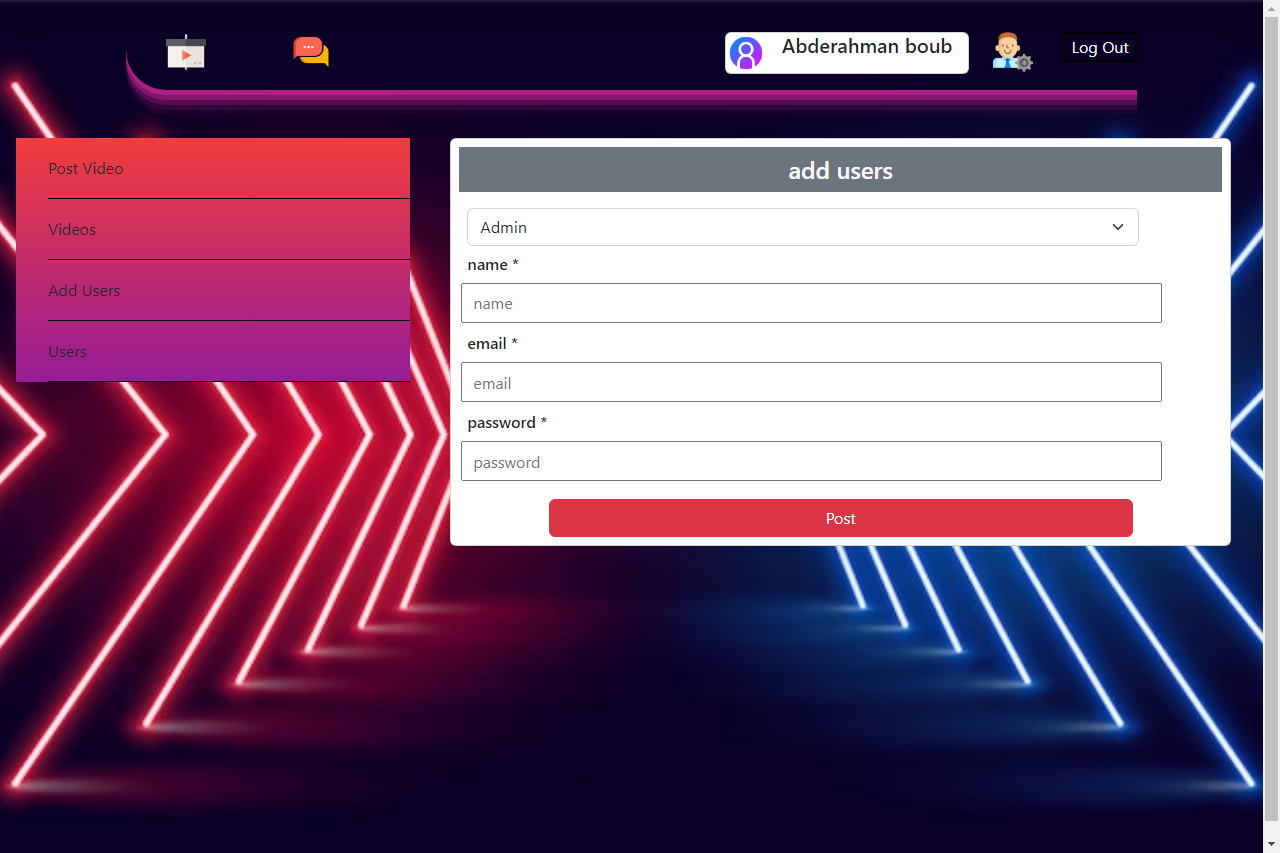 Abderahman boub
Log Out
Post Video
Videos
Add Users
Users
add users
Admin
name *
name
email *
email
password *
password
Post